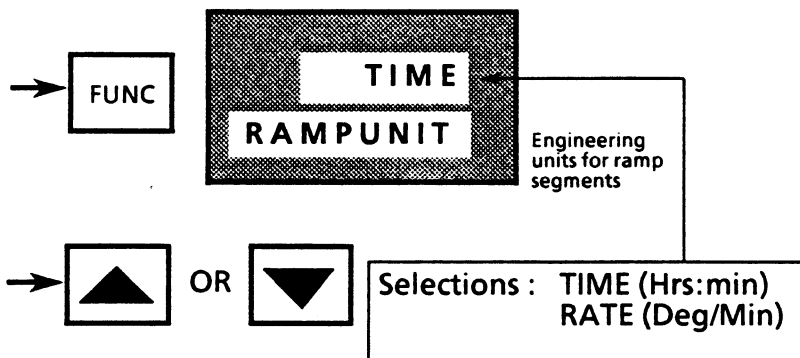 FUNC
TIME
RAMPUNIT
Engineering
units for ramp
segments
OR
Selections : TIME (Hrs:min)
RATE (Deg/Min)